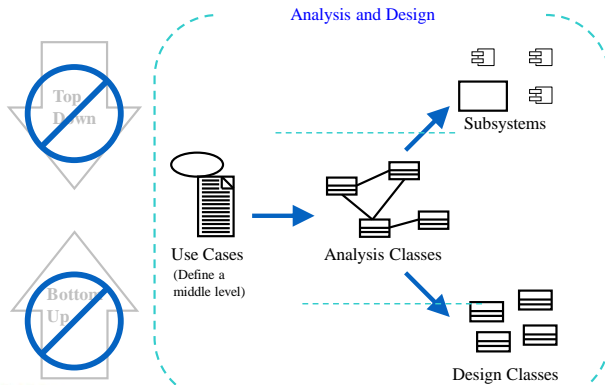 Analysis and Design
Top
Down
Subsystems
Use Cases
(Define a
middle level)
Analysis Classes
Bottom
Up
Design Classes